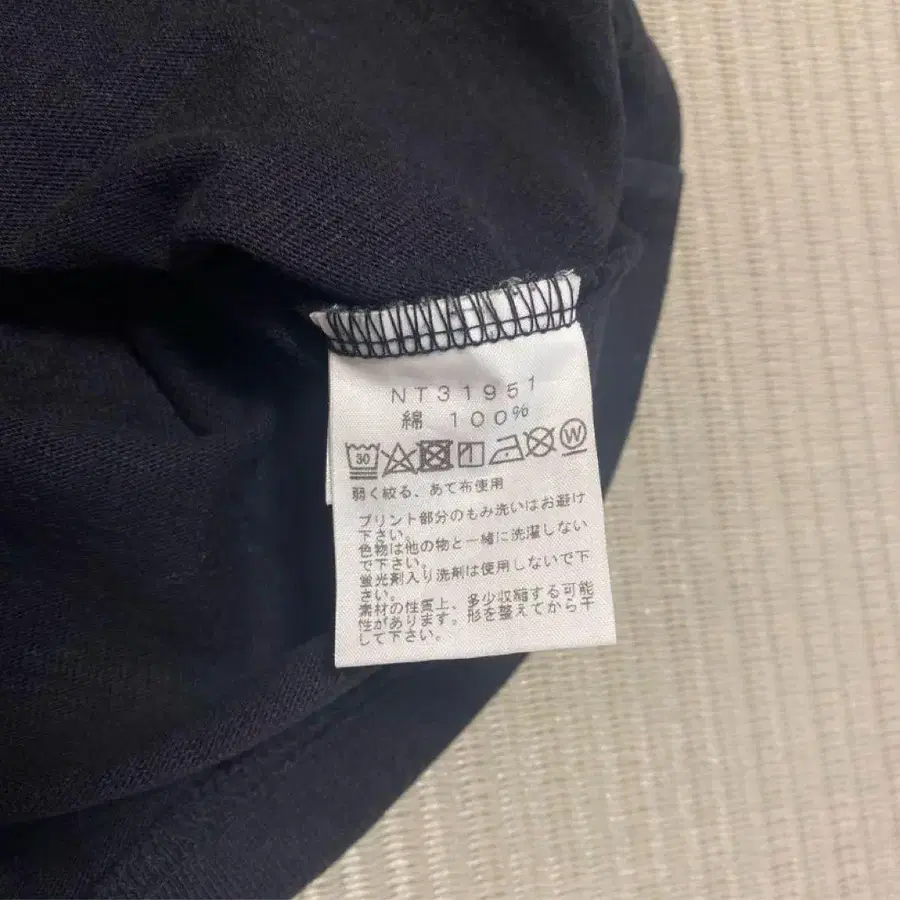 NT31951
綿 100%
30 W
弱く絞る、あて布使用
プリント部分のもみ洗いはお避け
下さい。
色物は他の物と一緒に洗濯しない
で下さい。
蛍光剤入り洗剤は使用しないで下
さい。
素材の性質上、多少収縮する可能
性があります。形を整えてから干
して下さい。